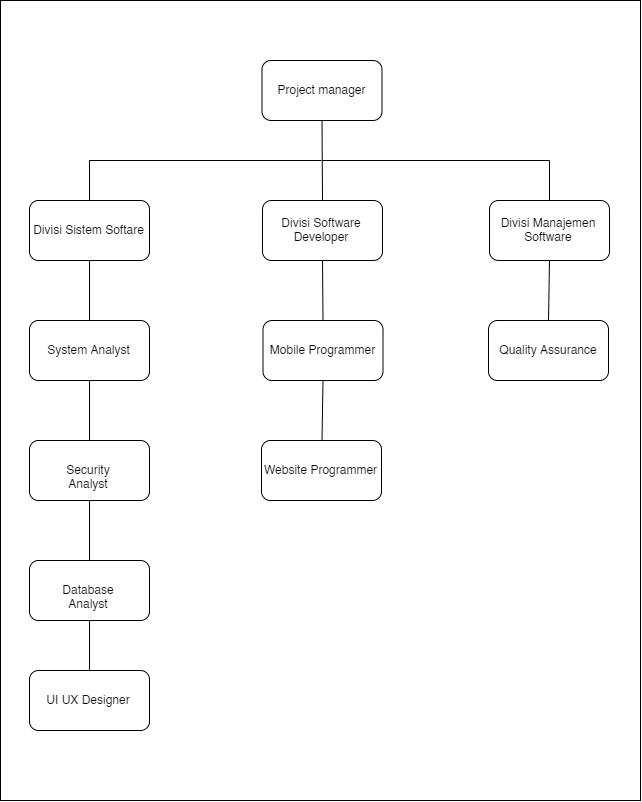 Project manager
Divisi Sistem Softare
Divisi Software
Developer
Divisi Manajemen
Software
System Analyst
Mobile Programmer
Quality Assurance
Security
Analyst
Website Programmer
Database
Analyst
UI UX Designer